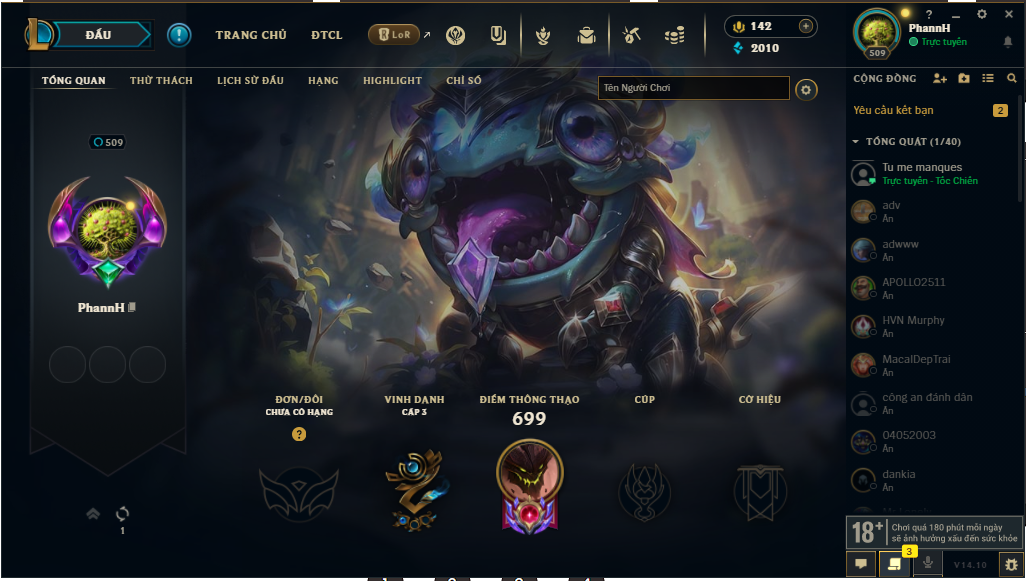 ĐẤU
TRANG CHỦ
ĐTCL
LoR
142
2010
?
PhannH
Trực tuyến
509
TỔNG QUAN
THỬ THÁCH
LỊCH SỬ ĐẤU
HẠNG
HIGHLIGHT
CHỈ SỐ
Tên Người Chơi
CỘNG ĐỒNG
Yêu cầu kết bạn
2
TỔNG QUÁT (1/40)
Tu me manques
Trực tuyến - Tốc Chiến
adv
Ẩn
adwww
Ẩn
APOLLO2511
Ẩn
HVN Murphy
Ẩn
MacalDepTrai
Ẩn
công an đánh dân
Ẩn
04052003
Ẩn
dankia
Ẩn
509
PhannH
ĐƠN/ĐÔI
CHƯA CÓ HẠNG
?
VINH DANH
CẤP 3
ĐIỂM THÔNG THẠO
699
CÚP
CỜ HIỆU
1
18+
Chơi quá 180 phút mỗi ngày
sẽ ảnh hưởng xấu đến sức khỏe
3
V14.10